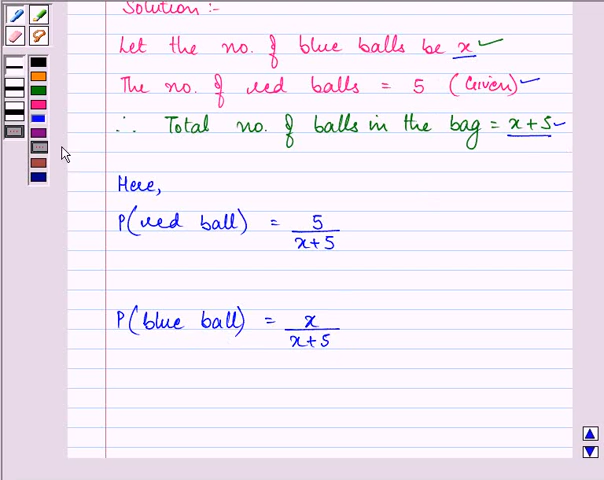 Solution :-
Let the no. of blue balls be x
The no. of red balls = 5 (Given)
∴ Total no. of balls in the bag = x+5
Here,
P(red ball) = 5/(x+5)
P(blue ball) = x/(x+5)